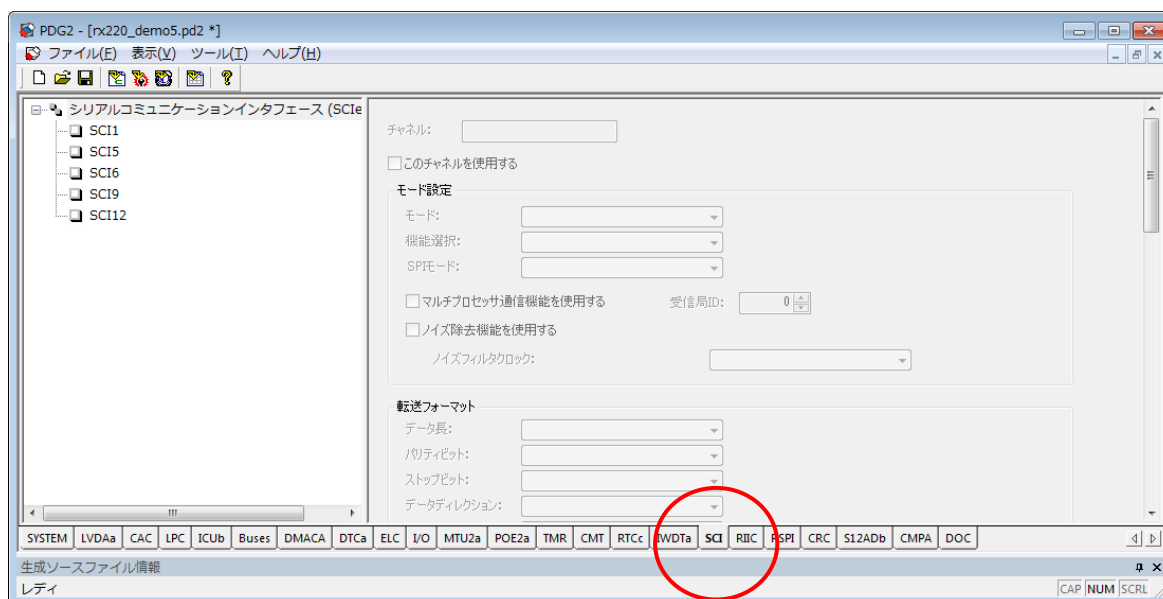 PDG2 - [rx220_demo5.pd2 *]
ファイル(F) 表示(V) ツール(T) ヘルプ(H)
シリアルコミュニケーションインタフェース (SCIe
SCI1
SCI5
SCI6
SCI9
SCI12
チャネル:
このチャネルを使用する
モード設定
モード:
機能選択:
SPIモード:
マルチプロセッサ通信機能を使用する 受信局ID: 0
ノイズ除去機能を使用する
ノイズフィルタクロック:
転送フォーマット
データ長:
パリティビット:
ストップビット:
データディレクション:
SYSTEM LVDAa CAC LPC ICUb Buses DMACA DTCa ELC I/O MTU2a POE2a TMR CMT RTCc IWDTa SCI RIIC RSPI CRC S12ADb CMPA DOC
生成ソースファイル情報
レディ CAP NUM SCRL